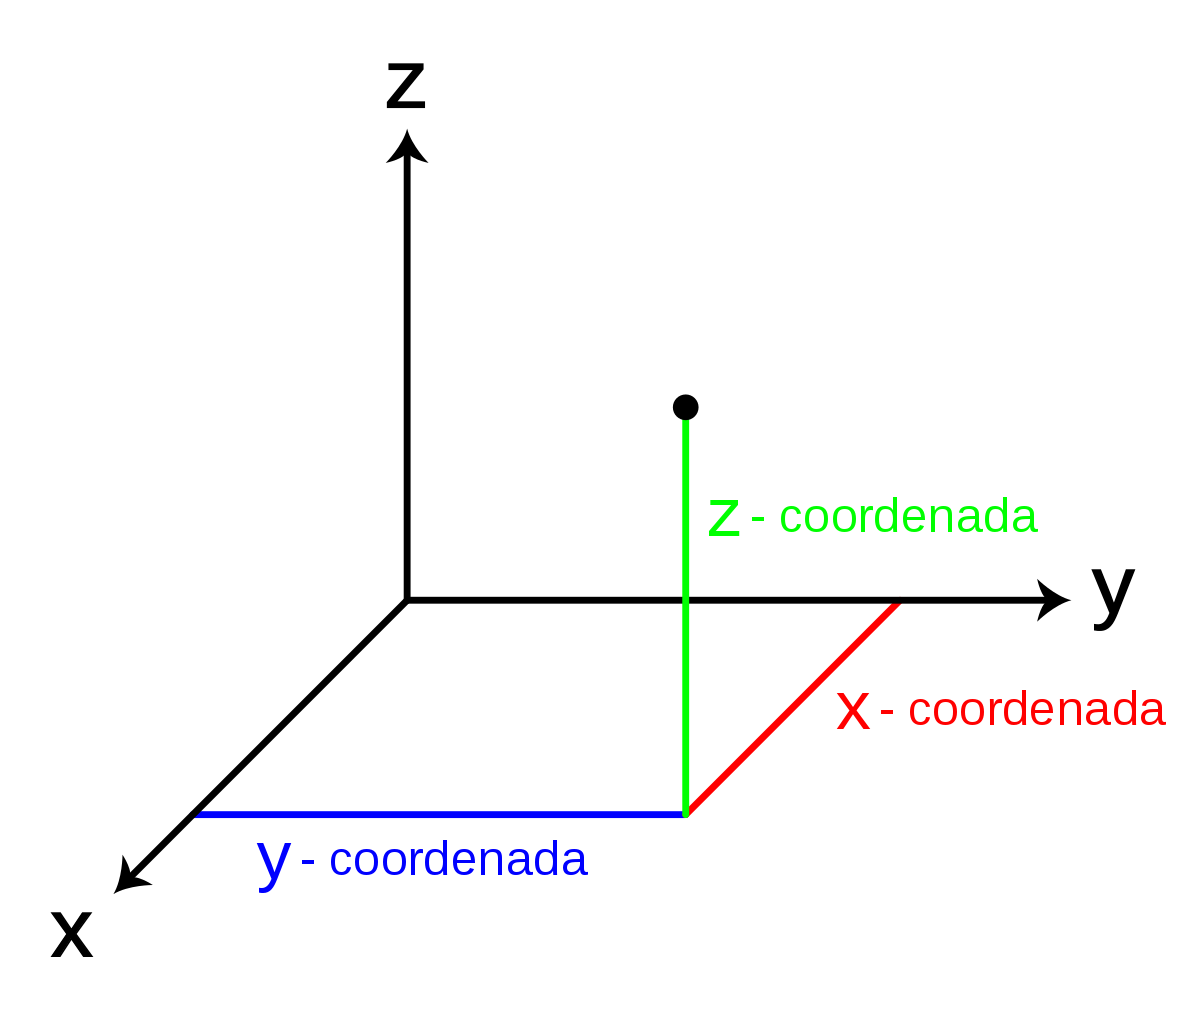 z
z - coordenada
y
x - coordenada
y - coordenada
x